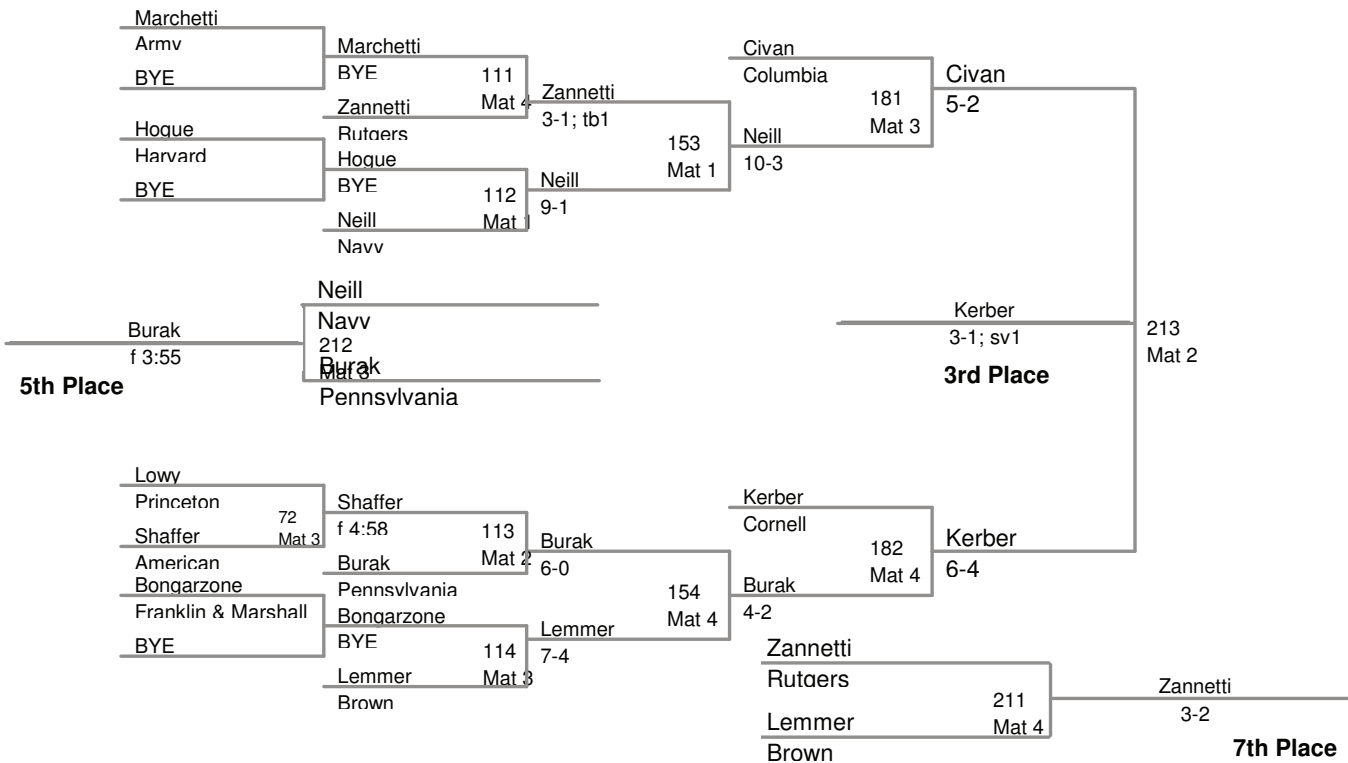 Marchetti
Army
BYE
Hogue
Harvard
BYE
Marchetti
BYE
111
Mat 4
Zannetti
Rutgers
Hogue
BYE
112
Mat 1
Neill
Navy
Zannetti
3-1; tb1
153
Mat 1
Neill
9-1
Civan
Columbia
181
Mat 3
Neill
10-3
Civan
5-2
Neill
Navy
212
Mat 3
Burak
Pennsylvania
Burak
f 3:55
5th Place
Kerber
3-1; sv1
3rd Place
213
Mat 2
Lowy
Princeton
72
Mat 3
Shaffer
American
Bongarzone
Franklin & Marshall
BYE
Shaffer
f 4:58
113
Mat 2
Burak
Pennsylvania
Bongarzone
BYE
114
Mat 3
Lemmer
Brown
Burak
6-0
154
Mat 4
Lemmer
7-4
Kerber
Cornell
182
Mat 4
Burak
4-2
Kerber
6-4
Zannetti
Rutgers
211
Mat 4
Lemmer
Brown
Zannetti
3-2
7th Place